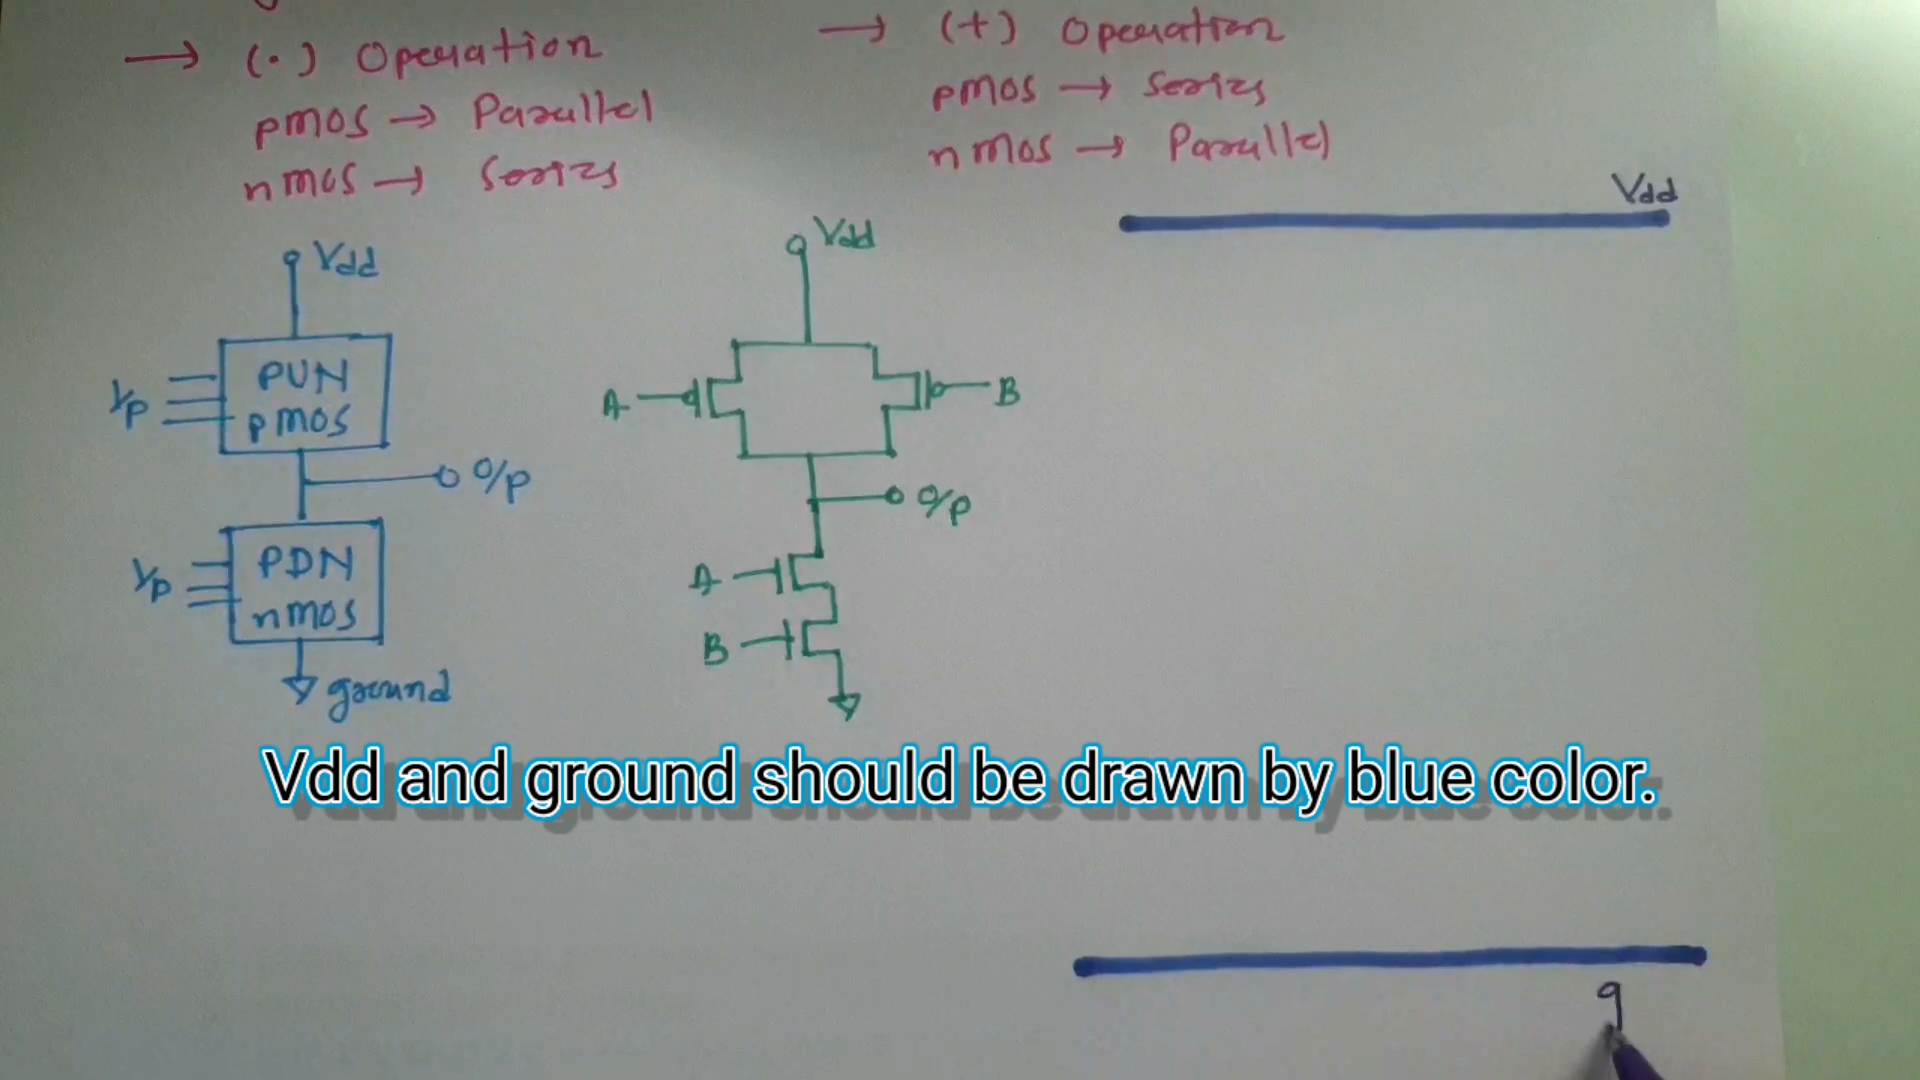 → (.) Operation
pmos → Parallel
nmos → Series
→ (+) Operation
pmos → Series
nmos → Parallel
Vdd
I/p
PUN
pmos
O/p
I/p
PDN
nmos
ground
Vdd
A
B
O/p
A
B
Vdd
Vdd and ground should be drawn by blue color.
g